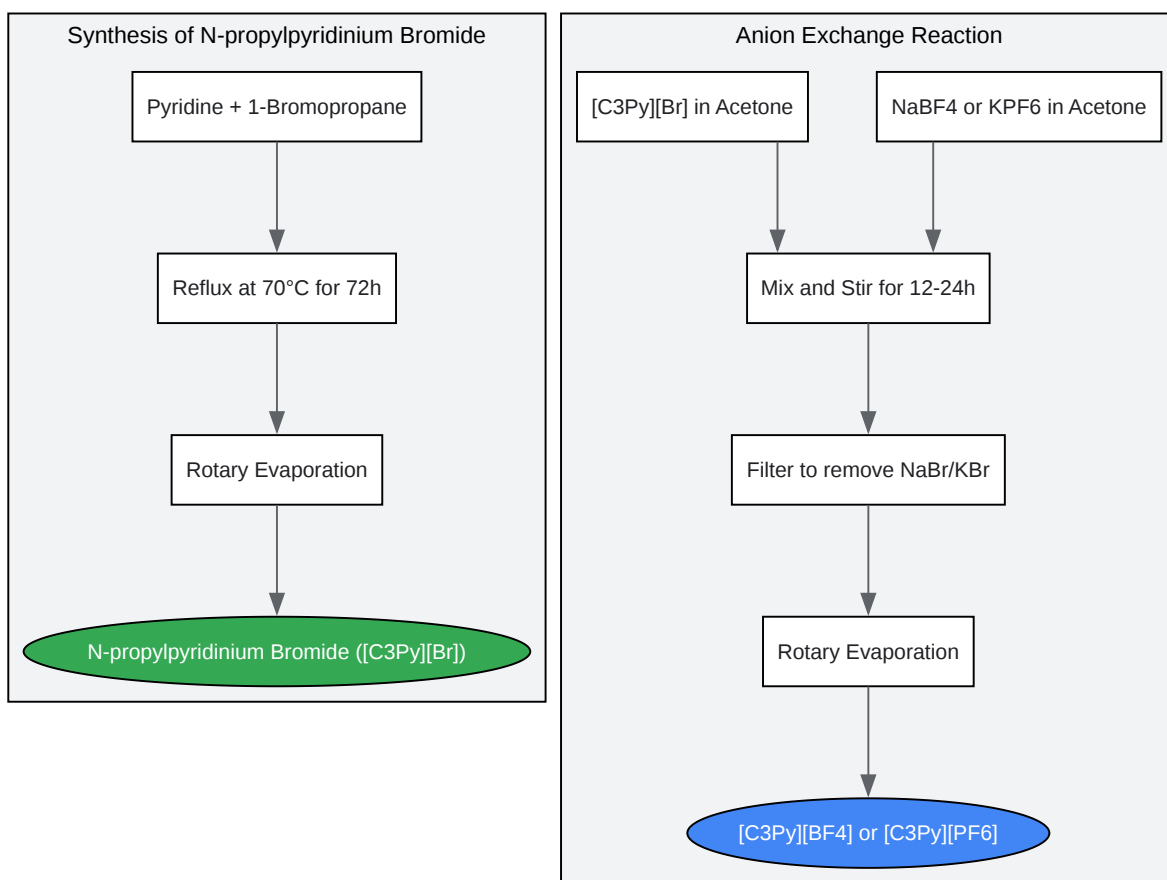 Synthesis of N-propylpyridinium Bromide
Pyridine + 1-Bromopropane
Reflux at 70°C for 72h
Rotary Evaporation
N-propylpyridinium Bromide ([C3Py][Br])
Anion Exchange Reaction
[C3Py][Br] in Acetone
NaBF4 or KPF6 in Acetone
Mix and Stir for 12-24h
Filter to remove NaBr/KBr
Rotary Evaporation
[C3Py][BF4] or [C3Py][PF6]